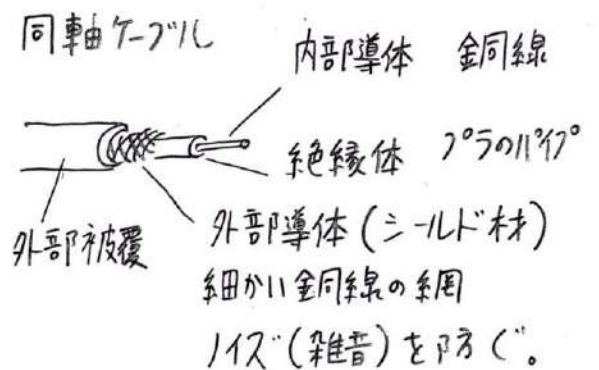 同軸ケーブル
内部導体 銅線
絶縁体 プラのパイプ
外部被覆
外部導体(シールド材)
細かい銅線の網
ノイズ(雑音)を防ぐ。